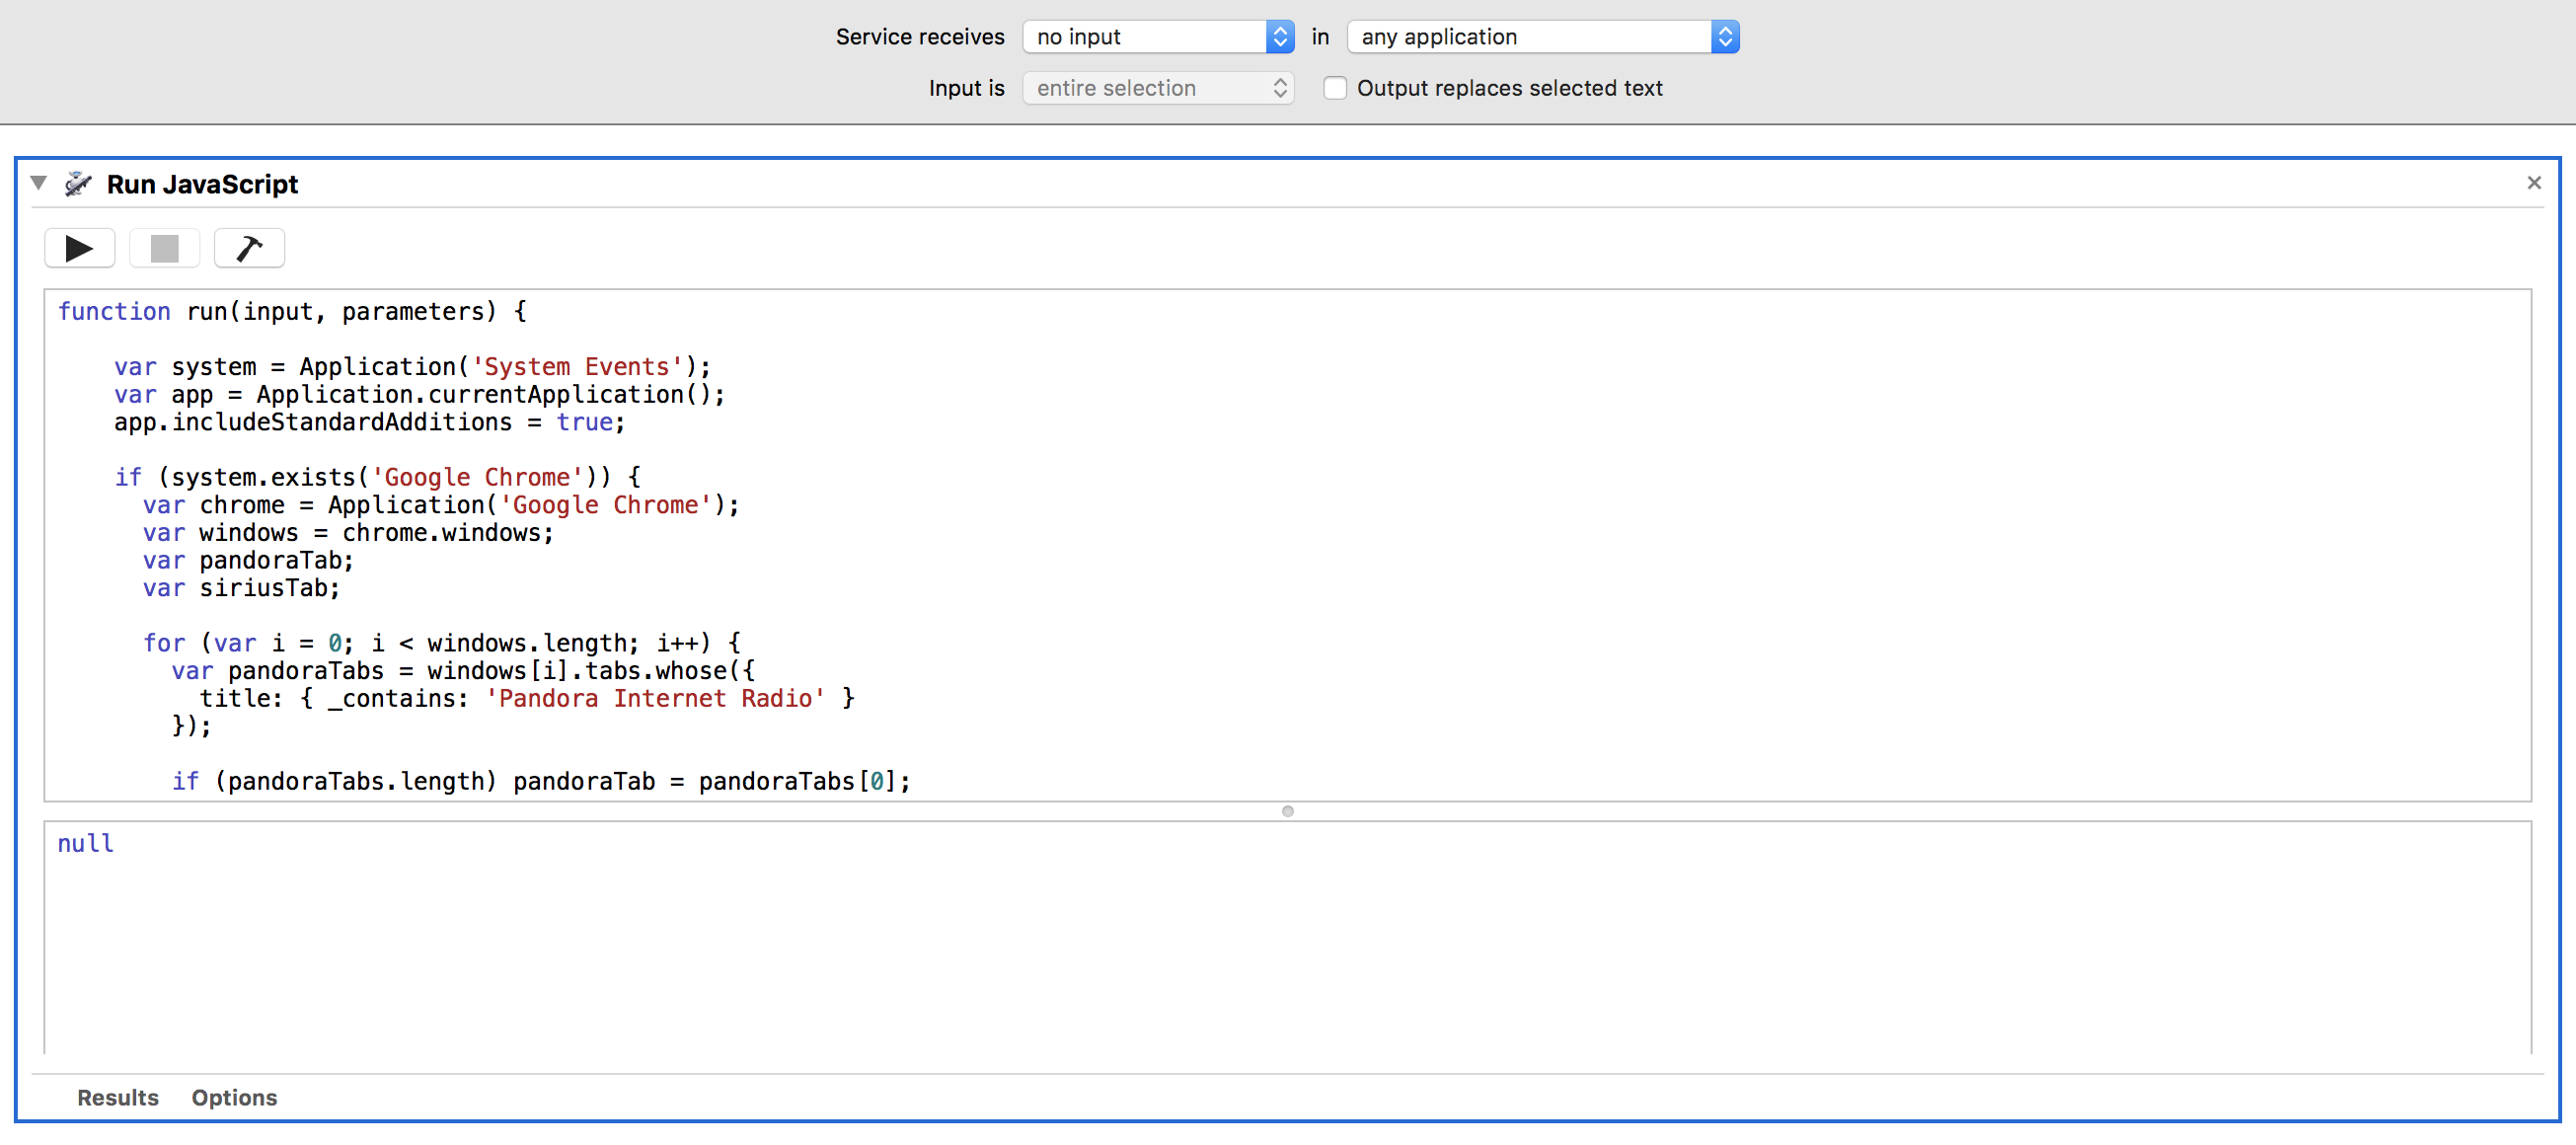 Service receives no input in any application
Input is entire selection Output replaces selected text
Run JavaScript
function run(input, parameters) {
var system = Application('System Events');
var app = Application.currentApplication();
app.includeStandardAdditions = true;
if (system.exists('Google Chrome')) {
var chrome = Application('Google Chrome');
var windows = chrome.windows;
var pandoraTab;
var siriusTab;
for (var i = 0; i < windows.length; i++) {
var pandoraTabs = windows[i].tabs.whose({
title: { _contains: 'Pandora Internet Radio' }
});
if (pandoraTabs.length) pandoraTab = pandoraTabs[0];
null
Results Options